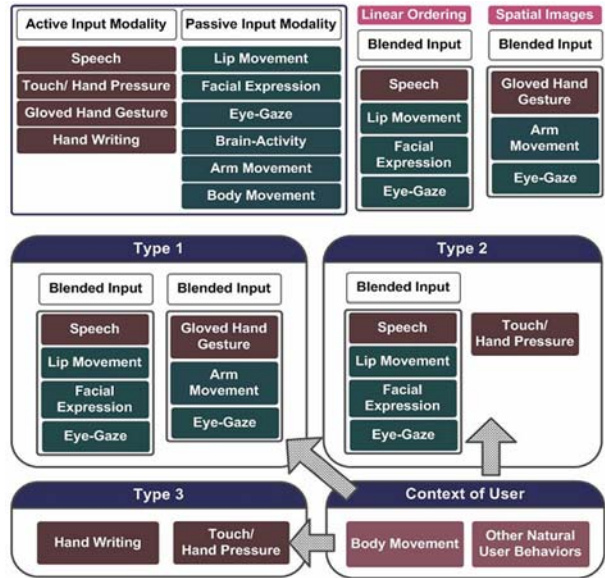 Active Input Modality
Speech
Touch/ Hand Pressure
Gloved Hand Gesture
Hand Writing
Passive Input Modality
Lip Movement
Facial Expression
Eye-Gaze
Brain-Activity
Arm Movement
Body Movement
Linear Ordering
Blended Input
Speech
Lip Movement
Facial
Expression
Eye-Gaze
Spatial Images
Blended Input
Gloved Hand
Gesture
Arm
Movement
Eye-Gaze
Type 1
Blended Input
Speech
Lip Movement
Facial
Expression
Eye-Gaze
Blended Input
Gloved Hand
Gesture
Arm
Movement
Eye-Gaze
Type 2
Blended Input
Speech
Lip Movement
Facial
Expression
Eye-Gaze
Touch/
Hand Pressure
Type 3
Hand Writing
Touch/
Hand Pressure
Context of User
Body Movement
Other Natural
User Behaviors